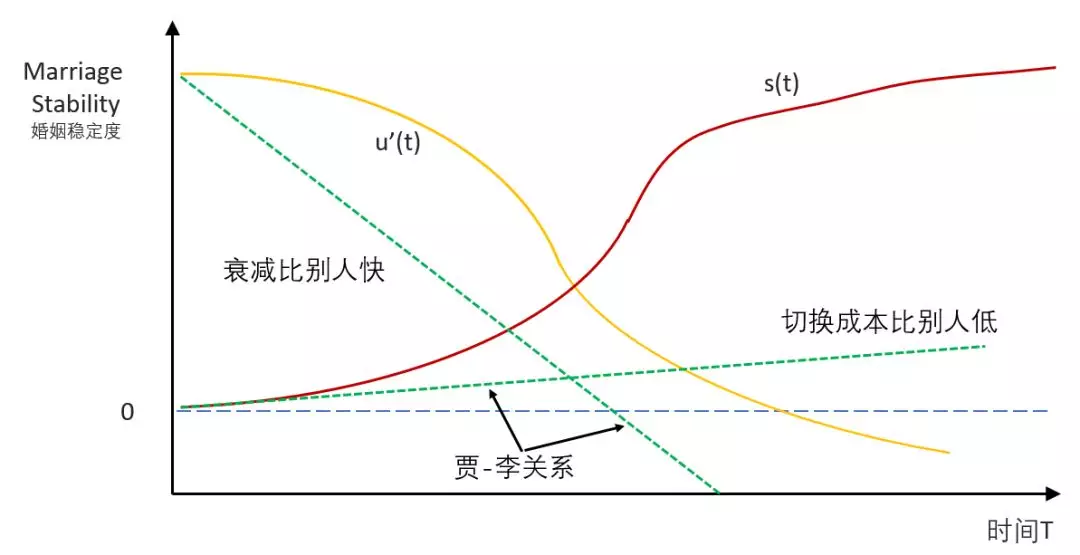 Marriage
Stability
婚姻稳定度
s(t)
u’(t)
衰减比别人快
切换成本比别人低
0
贾-李关系
时间T